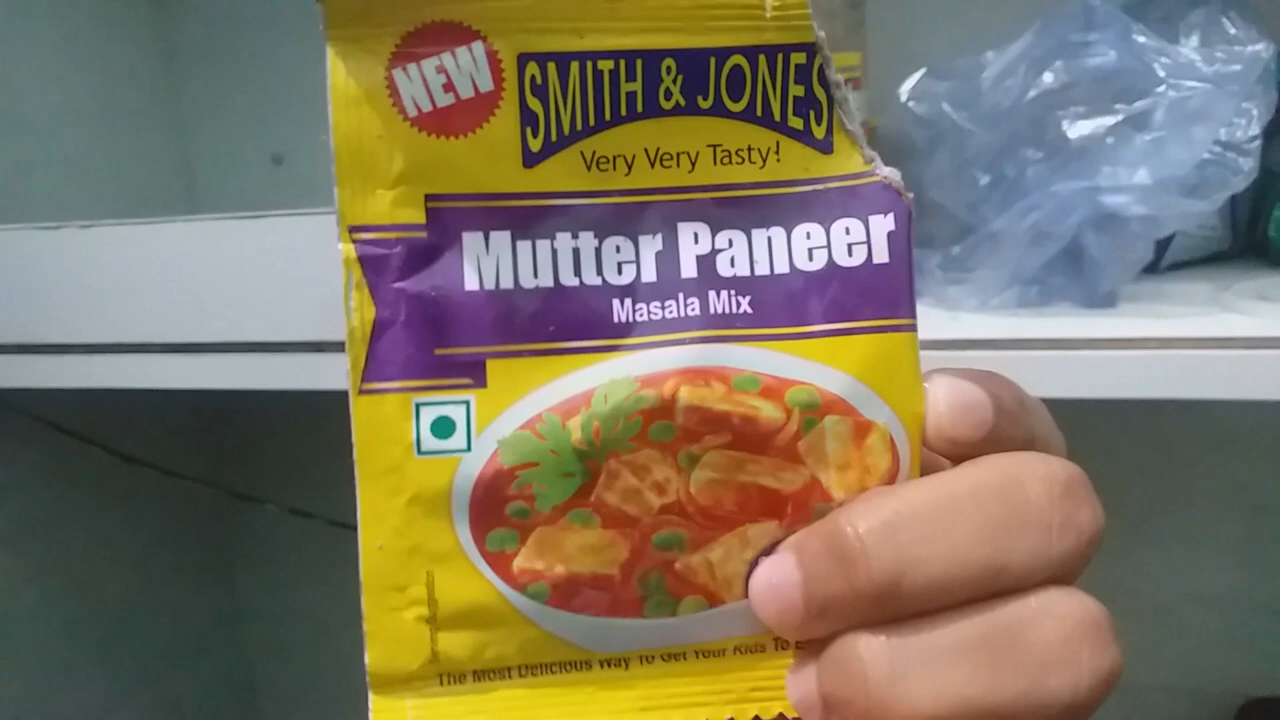 NEW
SMITH & JONES
Very Very Tasty!
Mutter Paneer
Masala Mix
The Most Delicious Way To Get Your Kids To